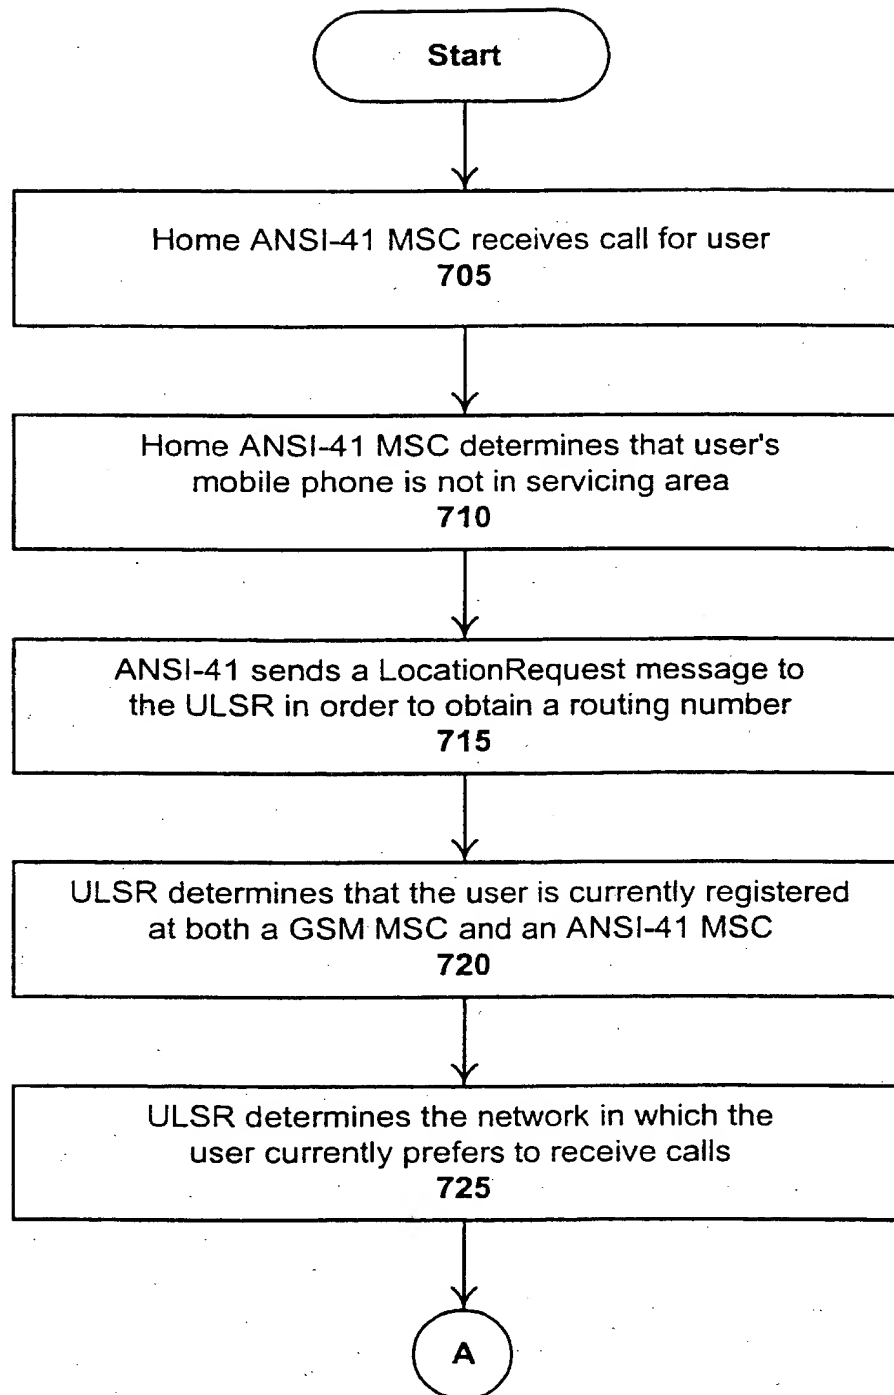 Start
Home ANSI-41 MSC receives call for user
705
Home ANSI-41 MSC determines that user's
mobile phone is not in servicing area
710
ANSI-41 sends a LocationRequest message to
the ULSR in order to obtain a routing number
715
ULSR determines that the user is currently registered
at both a GSM MSC and an ANSI-41 MSC
720
ULSR determines the network in which the
user currently prefers to receive calls
725
A